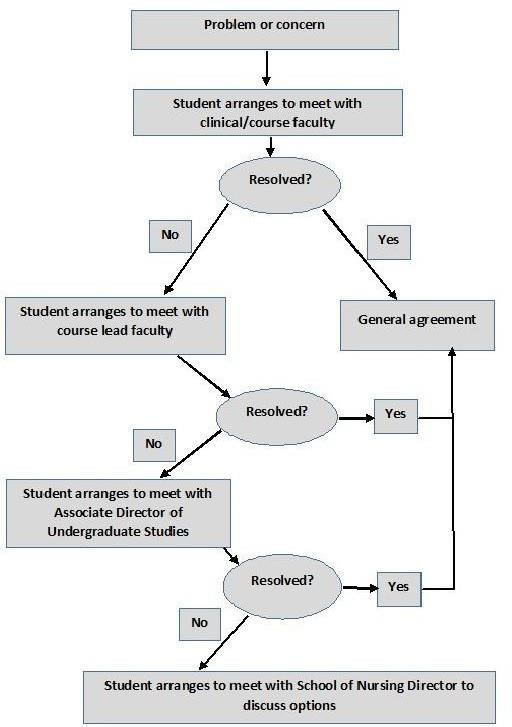 Problem or concern
Student arranges to meet with
clinical/course faculty
Resolved?
No
Yes
Student arranges to meet with
course lead faculty
General agreement
Resolved?
Yes
No
Student arranges to meet with
Associate Director of
Undergraduate Studies
Resolved?
Yes
No
Student arranges to meet with School of Nursing Director to
discuss options